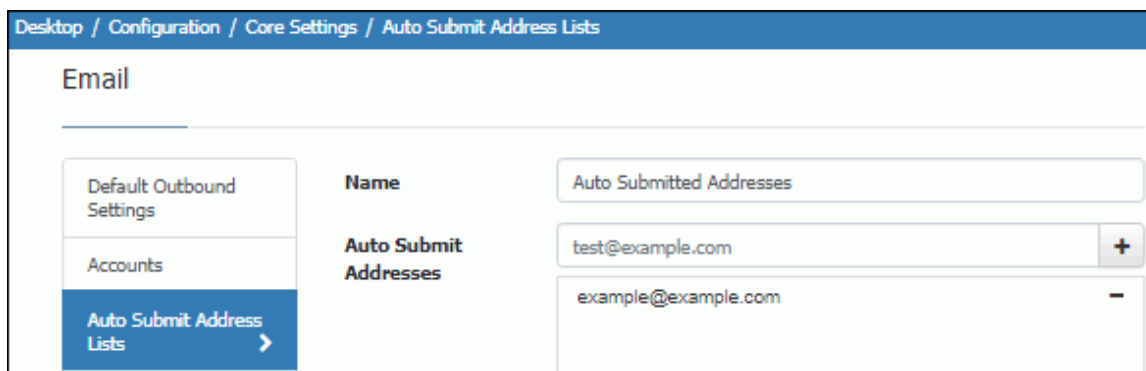 Desktop / Configuration / Core Settings / Auto Submit Address Lists
Email
Default Outbound
Settings
Accounts
Auto Submit Address
Lists
Name
Auto Submitted Addresses
Auto Submit
Addresses
test@example.com
+
example@example.com
-